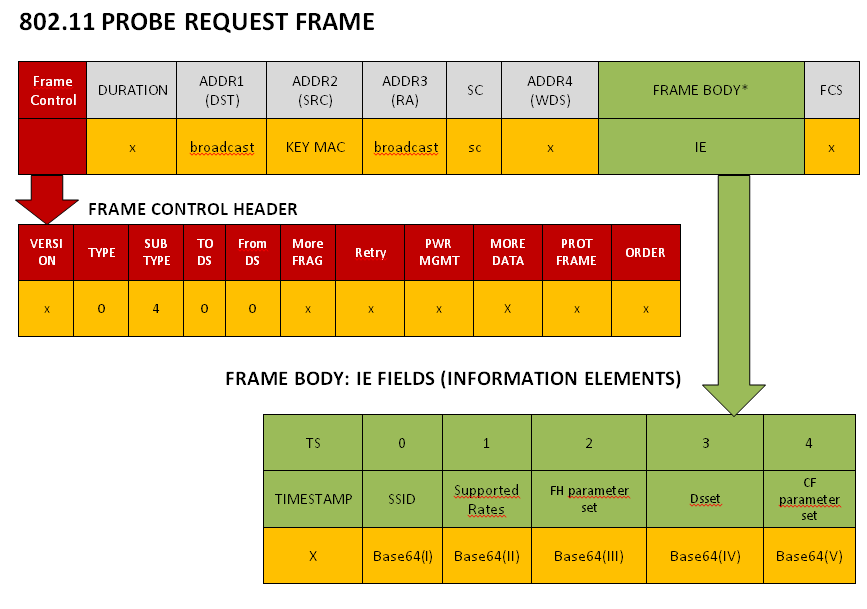 802.11 PROBE REQUEST FRAME
Frame Control DURATION ADDR1 (DST) ADDR2 (SRC) ADDR3 (RA) SC ADDR4 (WDS) FRAME BODY* FCS
x broadcast KEY MAC broadcast sc x IE x
FRAME CONTROL HEADER
VERSI ON TYPE SUB TYPE TO DS From DS More FRAG Retry PWR MGMT MORE DATA PROT FRAME ORDER
x 0 4 0 0 x x x X x x
FRAME BODY: IE FIELDS (INFORMATION ELEMENTS)
TS 0 1 2 3 4
TIMESTAMP SSID Supported Rates FH parameter set Dsset CF parameter set
X Base64(I) Base64(II) Base64(III) Base64(IV) Base64(V)